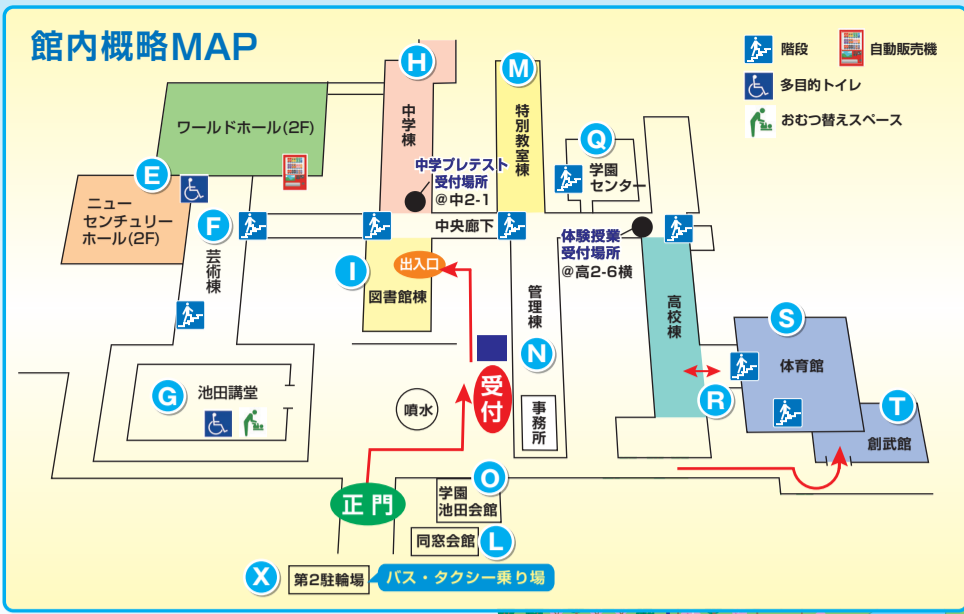 館内概略MAP
階段
自動販売機
多目的トイレ
おむつ替えスペース
H
中学棟
M
特別教室棟
ワールドホール(2F)
E
ニュー
センチュリー
ホール(2F)
中学プレテスト
受付場所
@中2-1
Q
学園
センター
F
芸術棟
中央廊下
体験授業
受付場所
@高2-6横
I
出入口
図書館棟
管理棟
高校棟
N
S
体育館
G
池田講堂
噴水
受付
事務所
R
T
創武館
正門
O
学園
池田会館
同窓会館
L
X
第2駐輪場
バス・タクシー乗り場